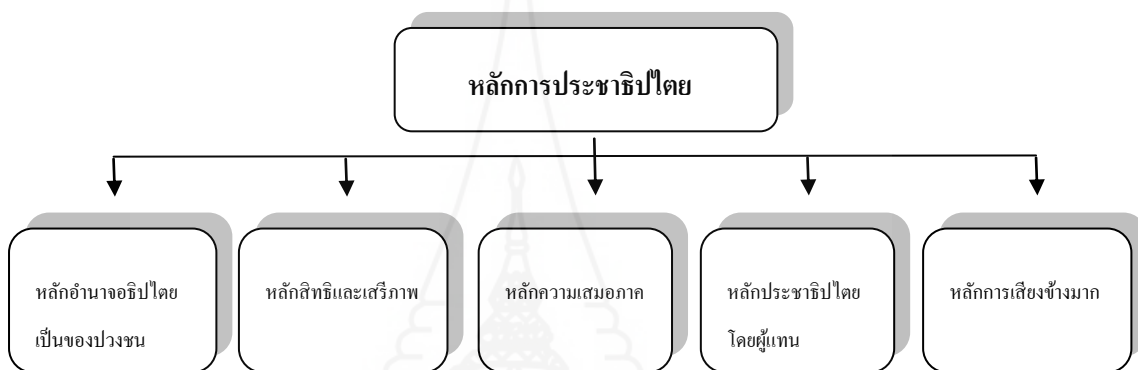 หลักการประชาธิปไตย
หลักอำนาจอธิปไตย
เป็นของปวงชน
หลักสิทธิและเสรีภาพ
หลักความเสมอภาค
หลักประชาธิปไตย
โดยผู้แทน
หลักการเสียงข้างมาก